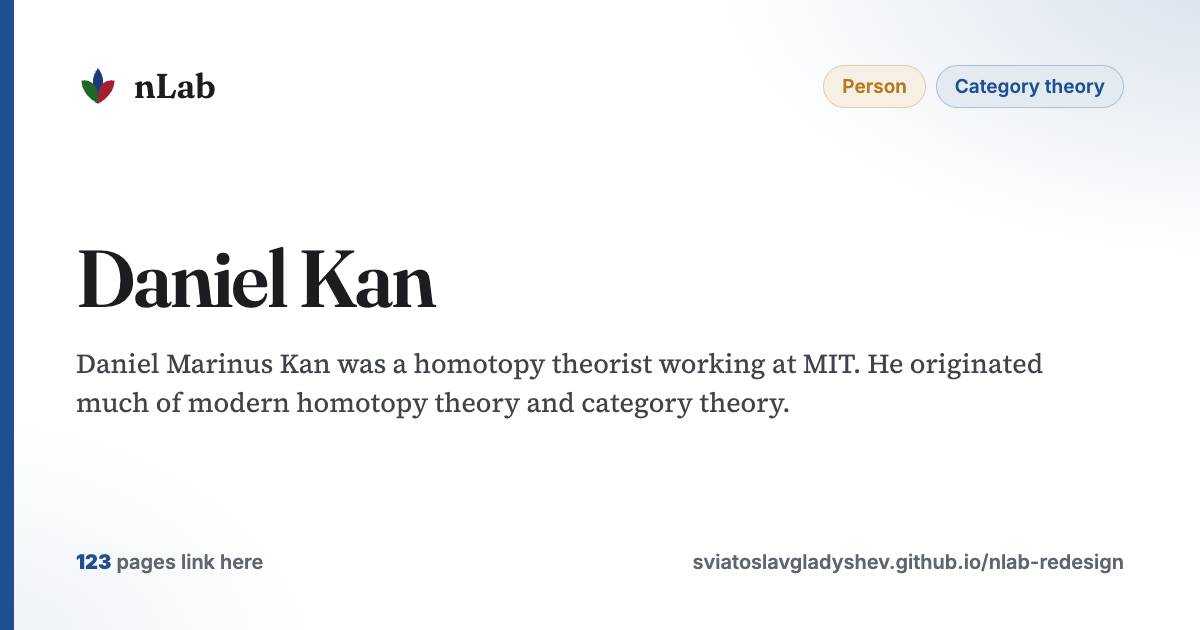 nLab
Person
Category theory
Daniel Kan
Daniel Marinus Kan was a homotopy theorist working at MIT. He originated
much of modern homotopy theory and category theory.
123 pages link here
sviatoslavgladyshev.github.io/nlab-redesign